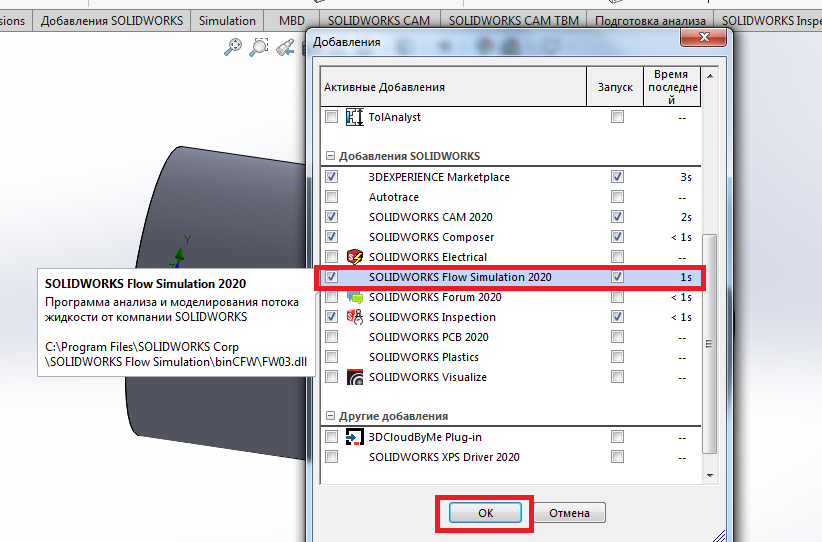 sions
Добавления SOLIDWORKS
Simulation
MBD
SOLIDWORKS CAM
SOLIDWORKS CAM TBM
Подготовка анализа
SOLIDWORKS Inspe
Добавления
Активные Добавления
Запуск
Время
последне
й
TolAnalyst --
Добавления SOLIDWORKS
3DEXPERIENCE Marketplace 3s
Autotrace --
SOLIDWORKS CAM 2020 2s
SOLIDWORKS Composer < 1s
SOLIDWORKS Electrical --
SOLIDWORKS Flow Simulation 2020 1s
SOLIDWORKS Forum 2020 < 1s
SOLIDWORKS Inspection < 1s
SOLIDWORKS PCB 2020 --
SOLIDWORKS Plastics --
SOLIDWORKS Visualize --
Другие добавления
3DCloudByMe Plug-in --
SOLIDWORKS XPS Driver 2020 --
OK
Отмена
Y
SOLIDWORKS Flow Simulation 2020
Программа анализа и моделирования потока
жидкости от компании SOLIDWORKS
C:\Program Files\SOLIDWORKS Corp
\SOLIDWORKS Flow Simulation\binCFW\FW03.dll